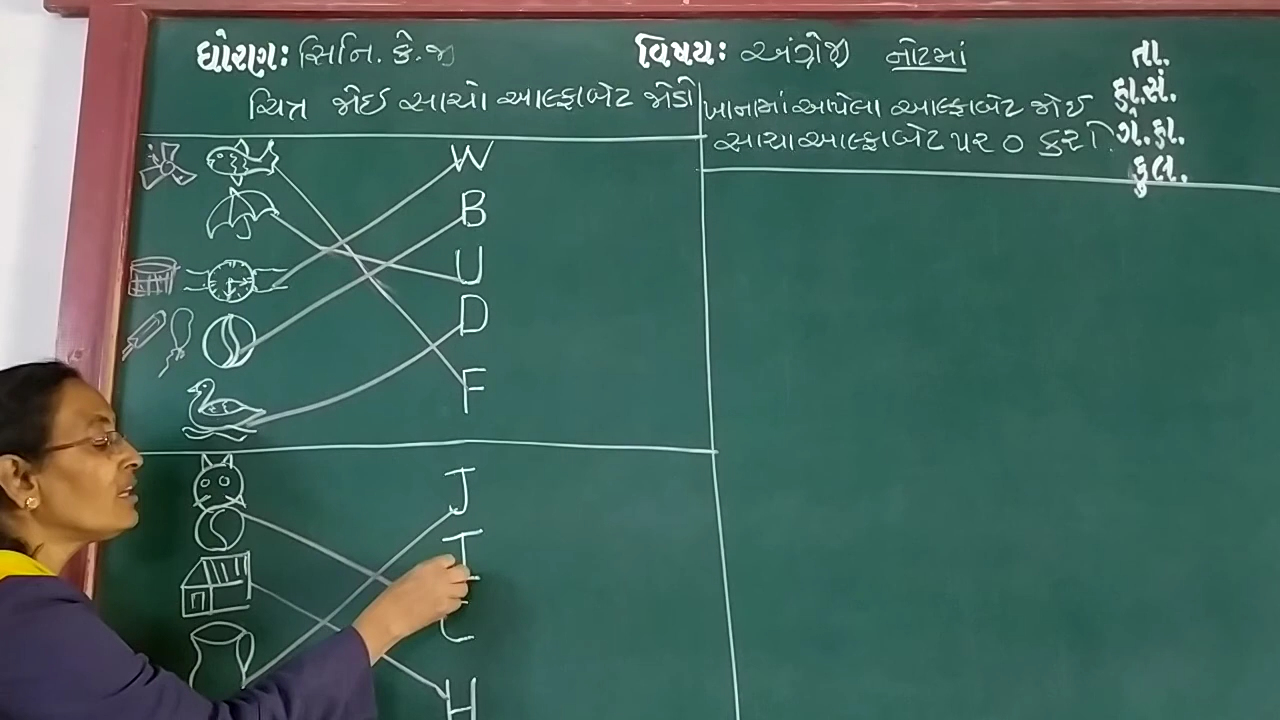 ધોરણ: સિનિ. કે.જી
વિષય: અંગ્રેજી નોટમાં
ચિત્ર જોઈ સાચો આલ્ફાબેટ જોડો
ખાનામાં આપેલા આલ્ફાબેટ જોઈ
સાચા આલ્ફાબેટ પર ૦ કરો.
તા.
ફા.સં.
ગે.ફા.
કુલ.
W
B
U
D
F
J
I
C
H